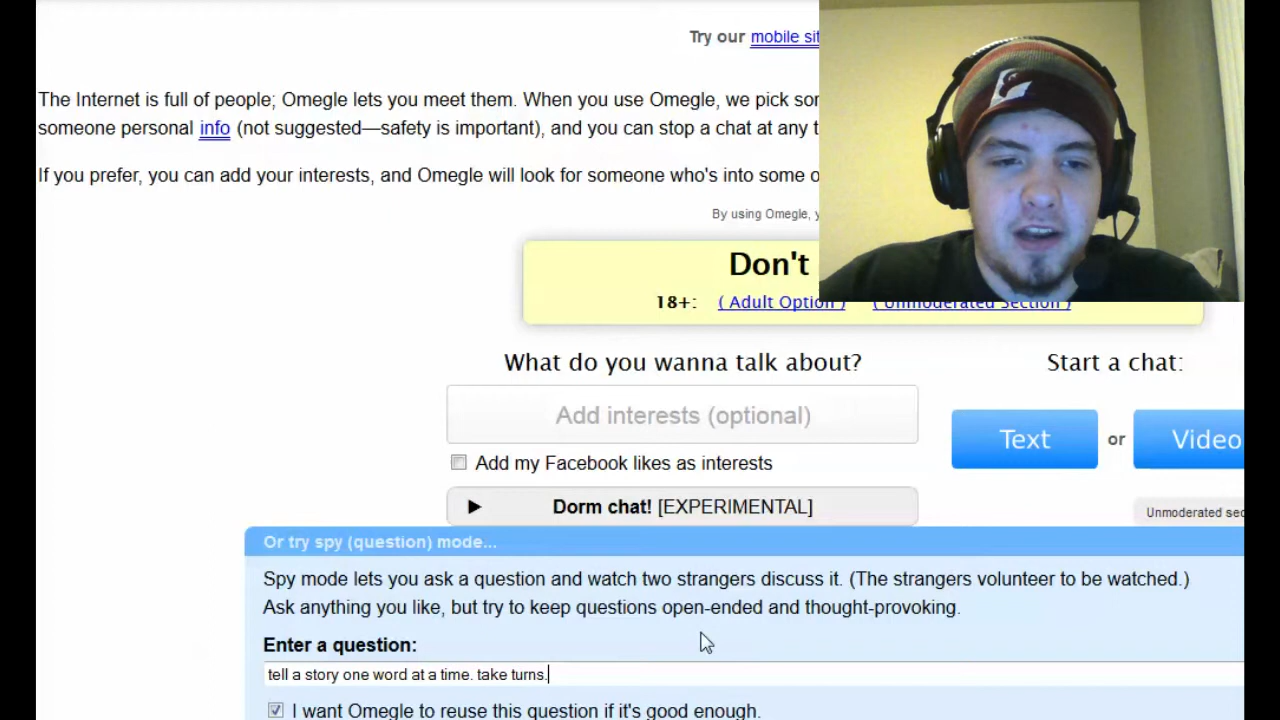 Try our mobile sit
The Internet is full of people; Omegle lets you meet them. When you use Omegle, we pick
someone personal info (not suggested—safety is important), and you can stop a chat at any t
If you prefer, you can add your interests, and Omegle will look for someone who's into some o
By using Omegle, y
Don't
18+: ( Adult Option ) ( Unmoderated Section )
What do you wanna talk about? Start a chat:
Add interests (optional)
Text or Video
Add my Facebook likes as interests
▶ Dorm chat! [EXPERIMENTAL]
Unmoderated sec
Or try spy (question) mode...
Spy mode lets you ask a question and watch two strangers discuss it. (The strangers volunteer to be watched.)
Ask anything you like, but try to keep questions open-ended and thought-provoking.
Enter a question:
tell a story one word at a time. take turns.
I want Omegle to reuse this question if it's good enough.